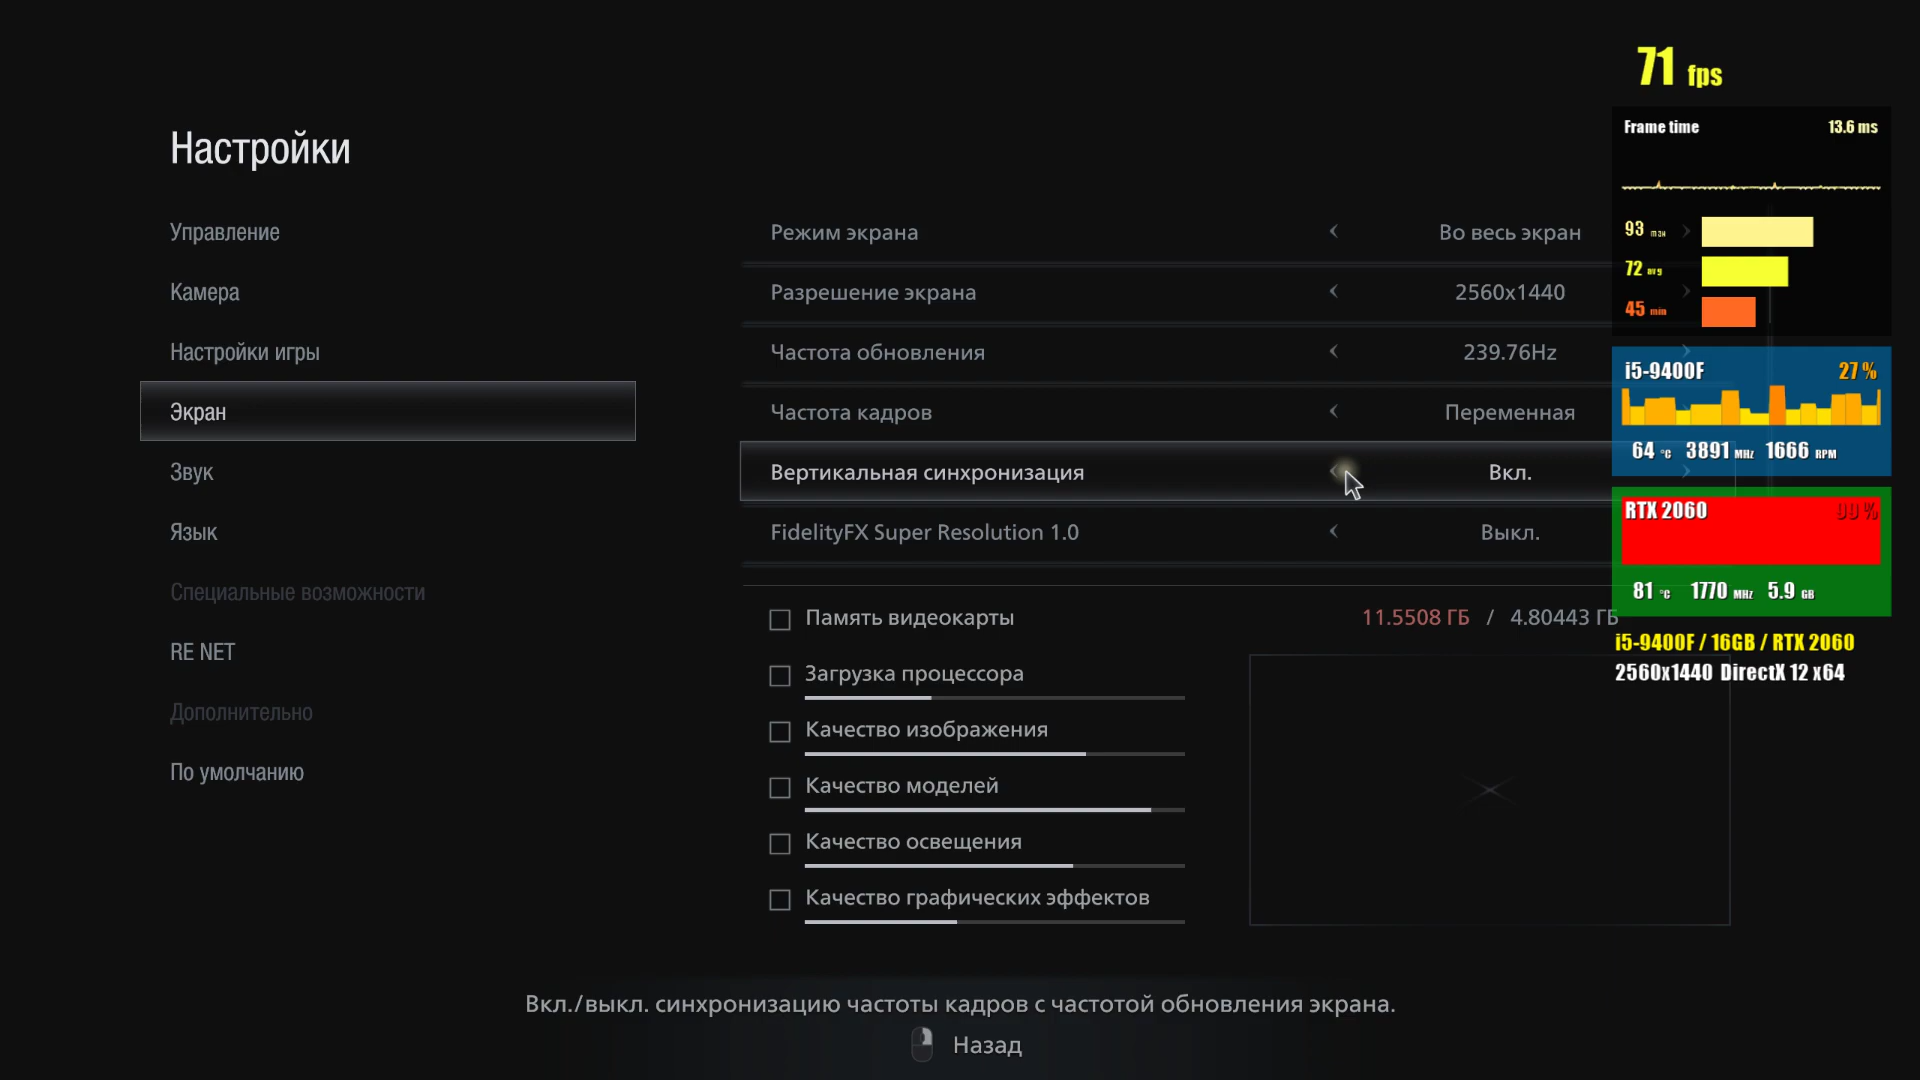 71 fps
Frame time 13.6 ms
93 max
72 avg
45 min
i5-9400F 27 %
64 °C 3891 MHz 1666 RPM
RTX 2060 99 %
81 °C 1770 MHz 5.9 GB
i5-9400F / 16GB / RTX 2060
2560x1440 DirectX 12 x64
Настройки
Управление
Камера
Настройки игры
Экран
Звук
Язык
Специальные возможности
RE NET
Дополнительно
По умолчанию
Режим экрана Во весь экран
Разрешение экрана 2560x1440
Частота обновления 239.76Hz
Частота кадров Переменная
Вертикальная синхронизация Вкл.
FidelityFX Super Resolution 1.0 Выкл.
Память видеокарты 11.5508 ГБ / 4.80443 ГБ
Загрузка процессора
Качество изображения
Качество моделей
Качество освещения
Качество графических эффектов
Вкл./выкл. синхронизацию частоты кадров с частотой обновления экрана.
Назад